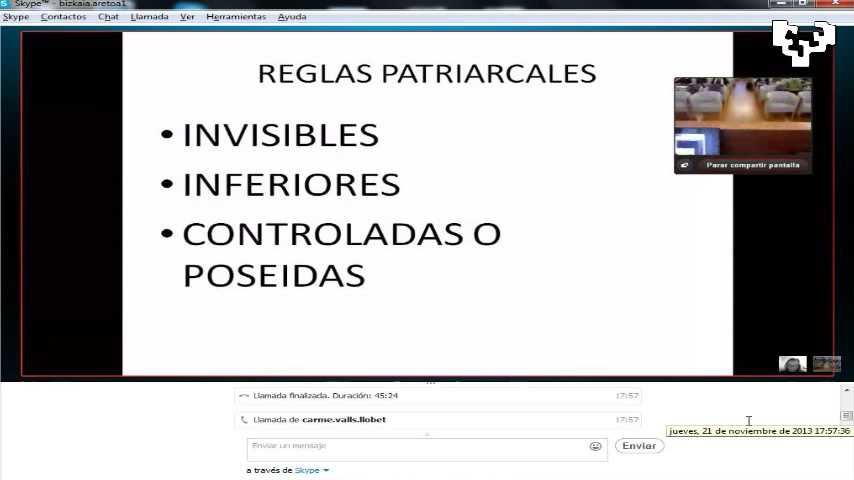 Skype™ - bizkaia.aretoa1
Skype Contactos Chat Llamada Ver Herramientas Ayuda
REGLAS PATRIARCALES
• INVISIBLES
• INFERIORES
• CONTROLADAS O
POSEIDAS
Parar compartir pantalla
Llamada finalizada. Duración: 45:24 17:57
Llamada de carme.valls.llobet 17:57
jueves, 21 de noviembre de 2013 17:57:36
Enviar un mensaje
Enviar
a través de Skype